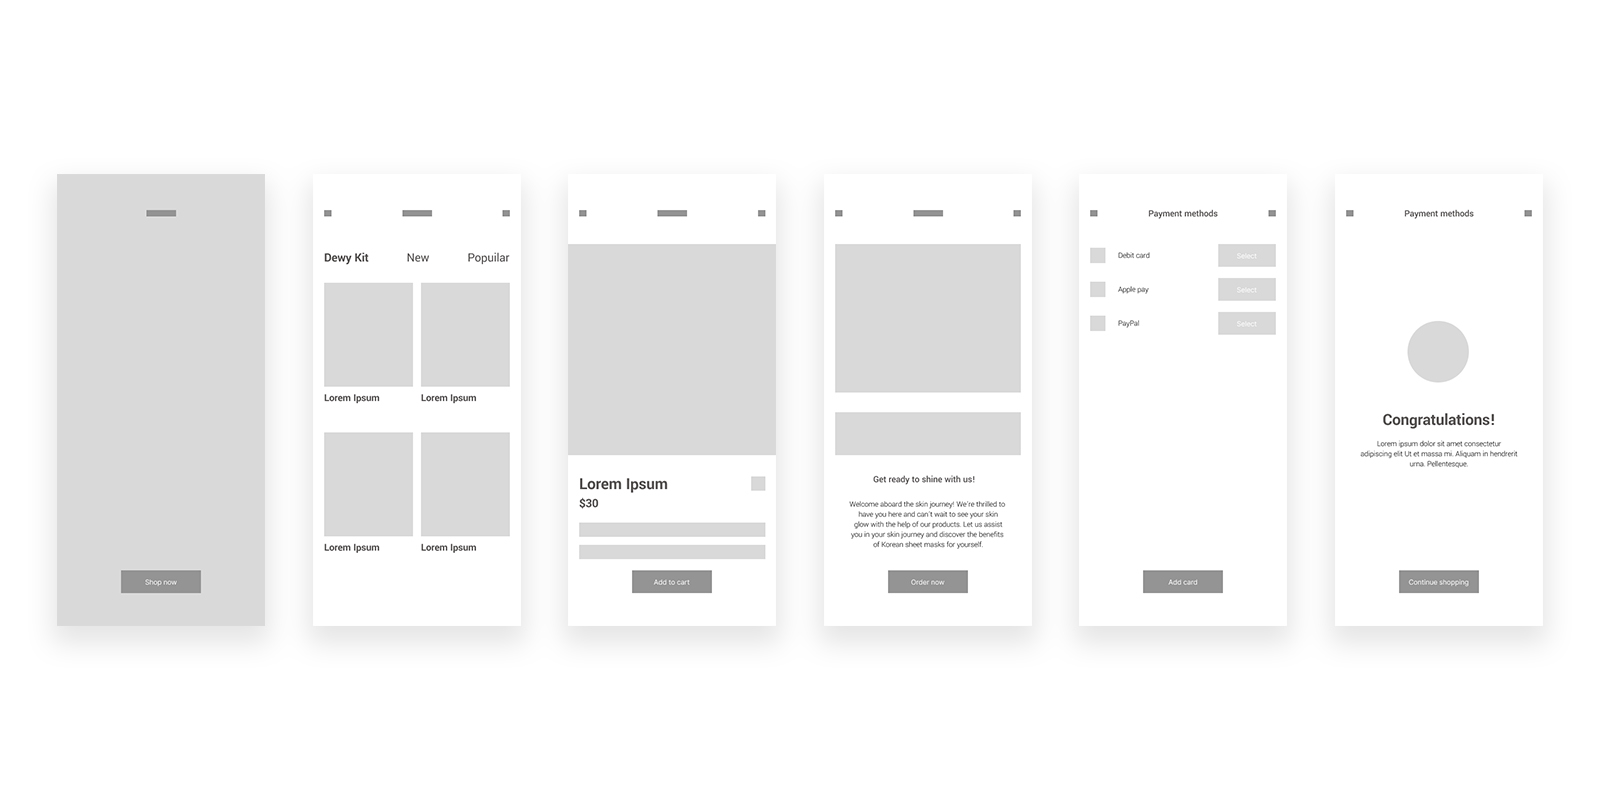 Shop now
Dewy Kit New Popuilar
Lorem Ipsum Lorem Ipsum
Lorem Ipsum Lorem Ipsum
Lorem Ipsum
$30
Add to cart
Get ready to shine with us!
Welcome aboard the skin journey! We're thrilled to
have you here and can't wait to see your skin
glow with the help of our products. Let us assist
you in your skin journey and discover the benefits
of Korean sheet masks for yourself.
Order now
Payment methods
Debit card Select
Apple pay Select
PayPal Select
Add card
Payment methods
Congratulations!
Lorem ipsum dolor sit amet consectetur
adipiscing elit Ut et massa mi. Aliquam in hendrerit
urna. Pellentesque.
Continue shopping